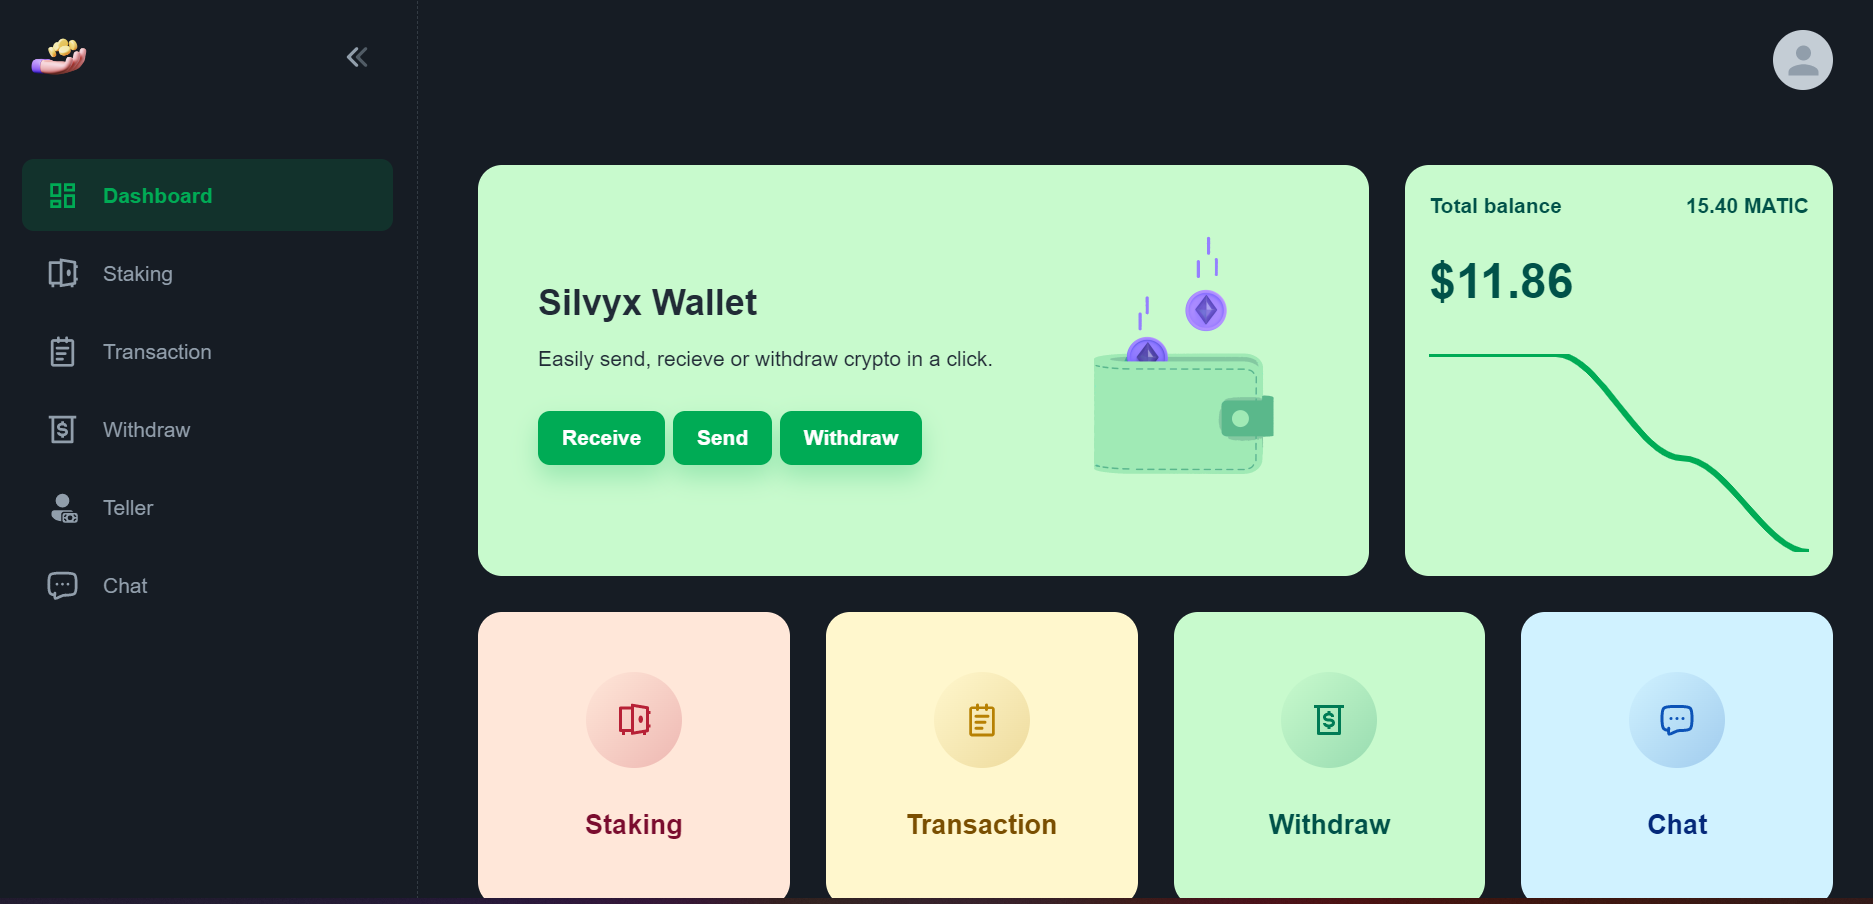 Dashboard
Staking
Transaction
Withdraw
Teller
Chat
Silvyx Wallet
Easily send, recieve or withdraw crypto in a click.
Receive
Send
Withdraw
Total balance
15.40 MATIC
$11.86
Staking
Transaction
Withdraw
Chat